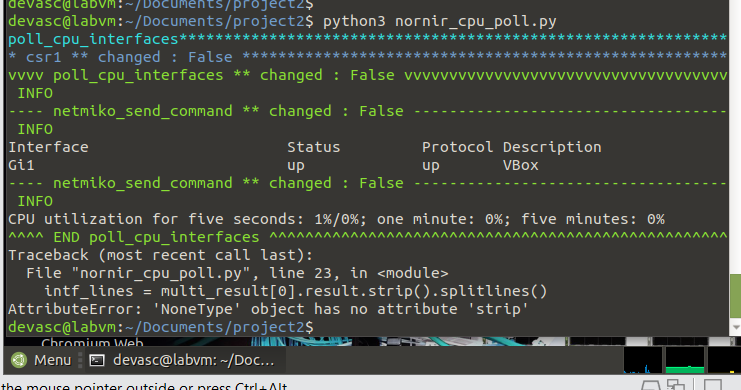 devasc@labvm:~/Documents/project2$
devasc@labvm:~/Documents/project2$ python3 nornir_cpu_poll.py
poll_cpu_interfaces*************************************************************
* csr1 ** changed : False ******************************************************
vvvv poll_cpu_interfaces ** changed : False vvvvvvvvvvvvvvvvvvvvvvvvvvvvvvvvvvvv
INFO
---- netmiko_send_command ** changed : False -----------------------------------
INFO
Interface Status Protocol Description
Gi1 up up VBox
---- netmiko_send_command ** changed : False -----------------------------------
INFO
CPU utilization for five seconds: 1%/0%; one minute: 0%; five minutes: 0%
^^^^ END poll_cpu_interfaces ^^^^^^^^^^^^^^^^^^^^^^^^^^^^^^^^^^^^^^^^^^^^^^^^^^^
Traceback (most recent call last):
File "nornir_cpu_poll.py", line 23, in <module>
intf_lines = multi_result[0].result.strip().splitlines()
AttributeError: 'NoneType' object has no attribute 'strip'
devasc@labvm:~/Documents/project2$
Chromium Web
Menu devasc@labvm: ~/Doc...
the mouse pointer outside or press Ctrl+Alt